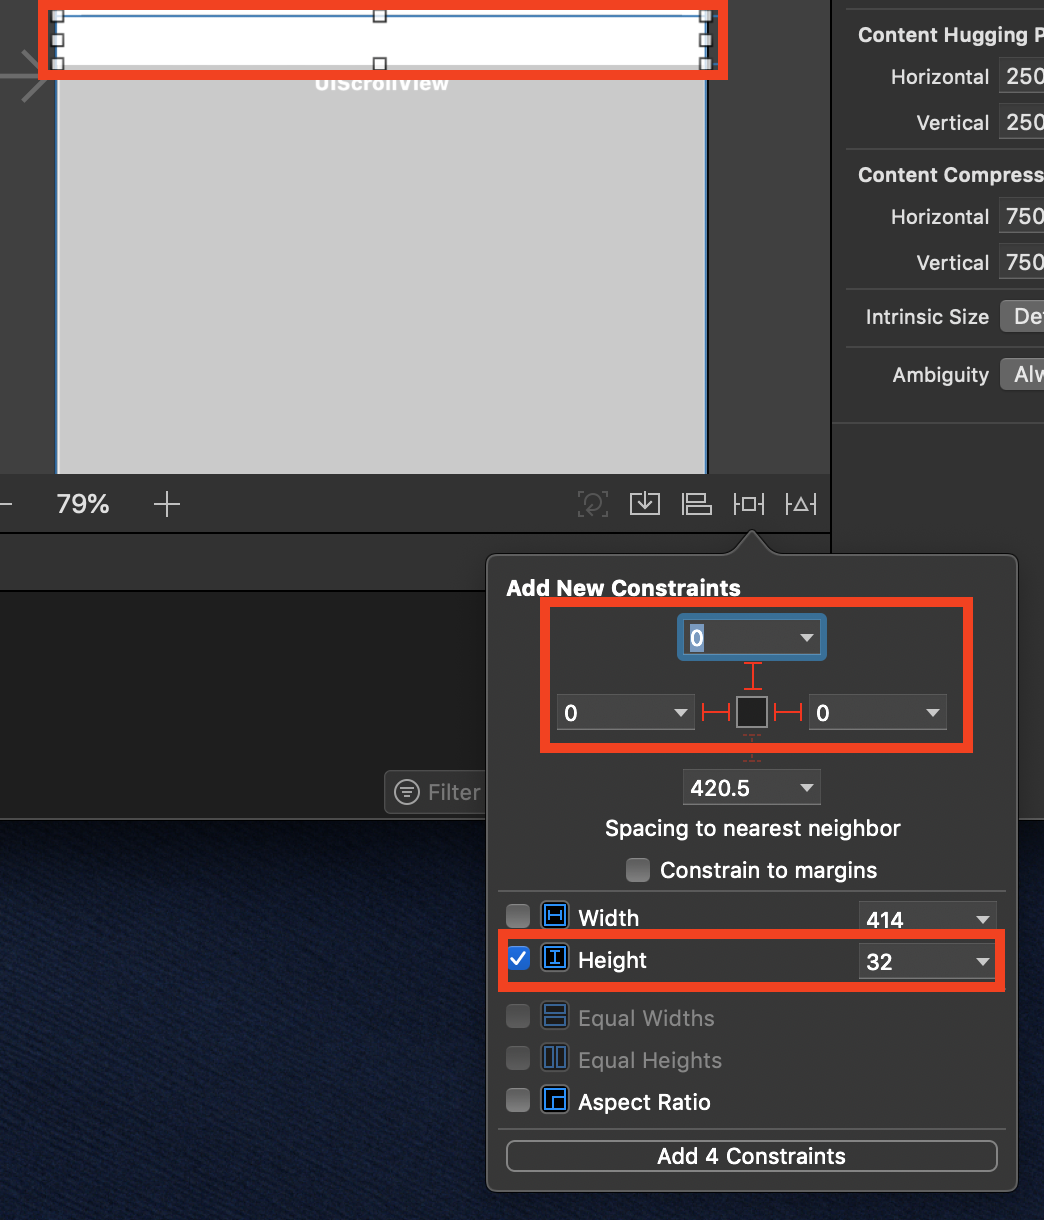 Content Hugging P
Horizontal 250
Vertical 250
UIScrollView
Content Compress
Horizontal 750
Vertical 750
Intrinsic Size De
Ambiguity Alw
79%
Add New Constraints
0
0 0
420.5
Filter
Spacing to nearest neighbor
Constrain to margins
Width 414
Height 32
Equal Widths
Equal Heights
Aspect Ratio
Add 4 Constraints